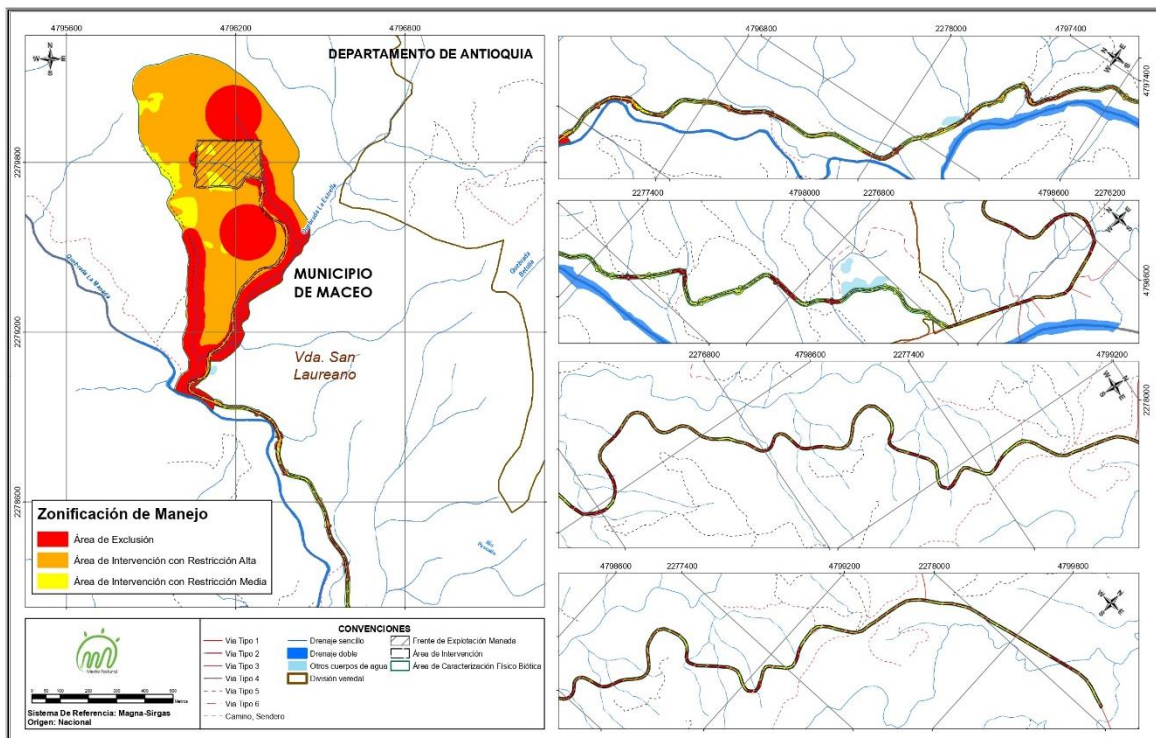 4795600
4796200
4796800
DEPARTAMENTO DE ANTIOQUIA
N
W
E
S
2279800
Quebrada La Estrella
Quebrada La Manada
MUNICIPIO
DE MACEO
2279200
Vda. San
Laureano
2278600
Zonificación de Manejo
Área de Exclusión
Área de Intervención con Restricción Alta
Área de Intervención con Restricción Media
Medio Natural
Sistema De Referencia: Magna-Sirgas
Origen: Nacional
CONVENCIONES
Via Tipo 1
Via Tipo 2
Via Tipo 3
Via Tipo 4
Via Tipo 5
Via Tipo 6
Camino, Sendero
Drenaje sencillo
Drenaje doble
Otros cuerpos de agua
División veredal
Frente de Explotación Manada
Área de Intervención
Área de Caracterización Físico Biótica
4796800
2278000
4797400
4797400
N
W
E
S
2277400
4798000
2276800
4798600
2276200
4798600
N
W
E
S
2276800
4798600
2277400
4799200
2278000
N
W
E
S
4798600
2277400
4799200
2278000
4799800
N
W
E
S